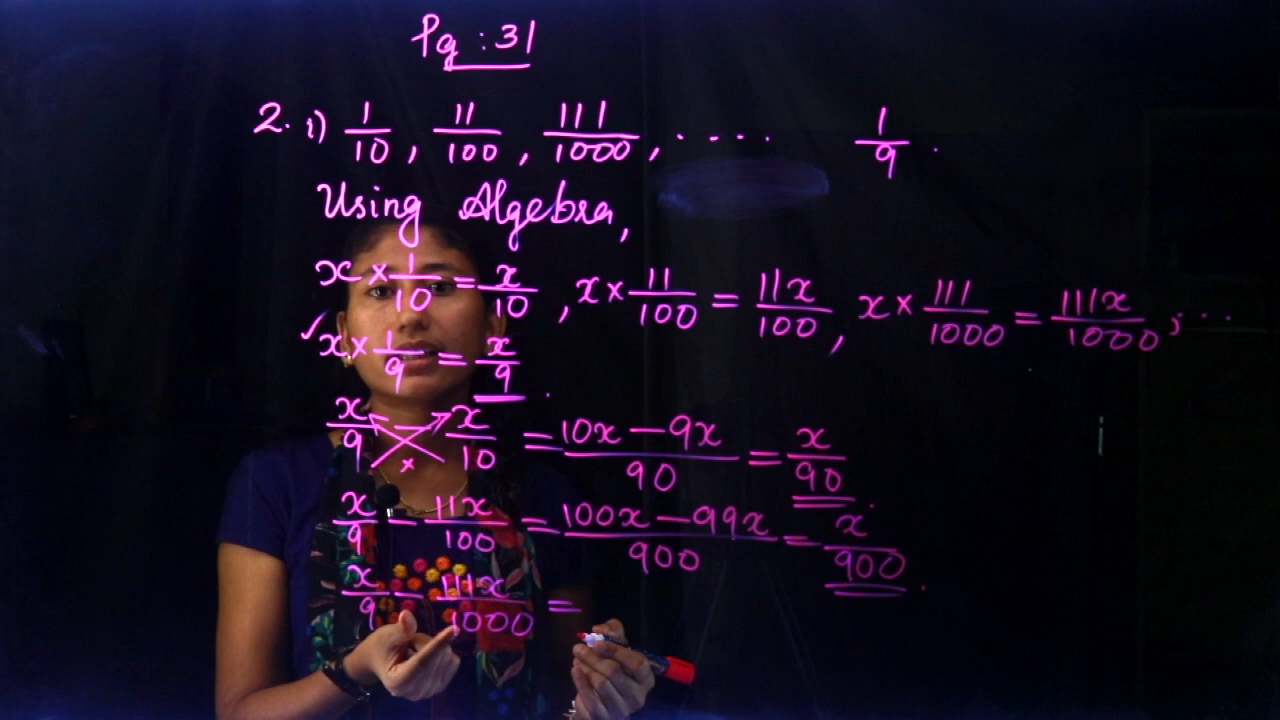 Pg : 31
2. i) 1/10, 11/100, 111/1000, .... 1/9.
Using Algebra,
x × 1/10 = x/10, x × 11/100 = 11x/100, x × 111/1000 = 111x/1000, ...
✓ x × 1/9 = x/9.
x/9 − x/10 = 10x − 9x/90 = x/90.
x/9 − 11x/100 = 100x − 99x/900 = x/900.
x/9 − 111x/1000 =